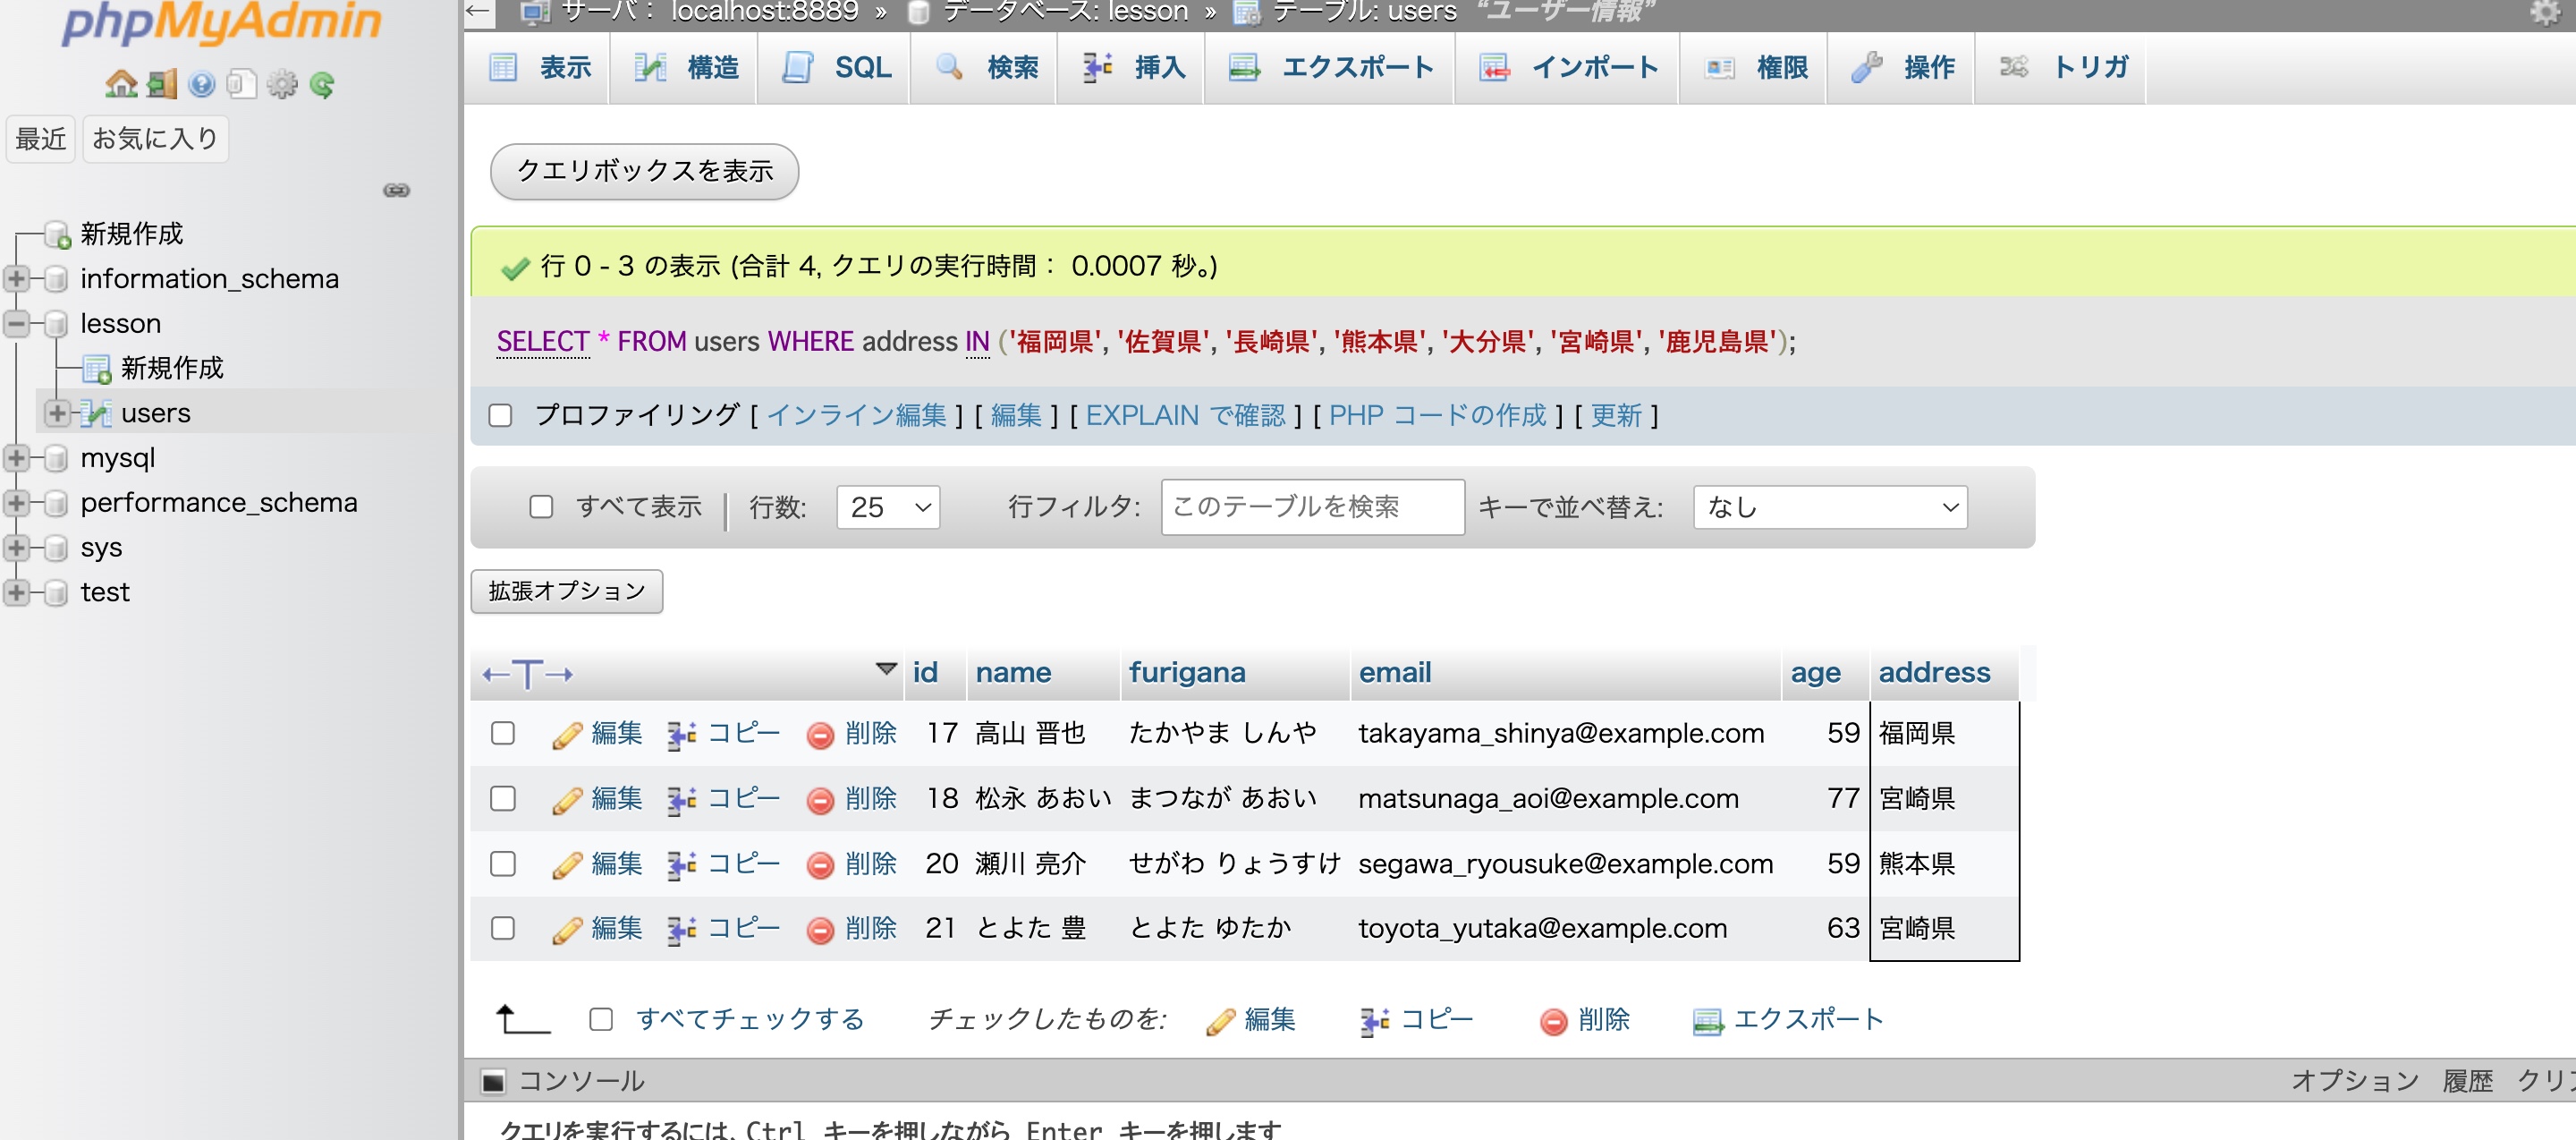 phpMyAdmin
最近 お気に入り
新規作成
information_schema
lesson
新規作成
users
mysql
performance_schema
sys
test
← サーバ: localhost:8889 » データベース: lesson » テーブル: users “ユーザー情報”
表示 構造 SQL 検索 挿入 エクスポート インポート 権限 操作 トリガ
クエリボックスを表示
行 0 - 3 の表示 (合計 4, クエリの実行時間: 0.0007 秒。)
SELECT * FROM users WHERE address IN ('福岡県', '佐賀県', '長崎県', '熊本県', '大分県', '宮崎県', '鹿児島県');
プロファイリング [ インライン編集 ] [ 編集 ] [ EXPLAIN で確認 ] [ PHP コードの作成 ] [ 更新 ]
すべて表示 | 行数: 25 行フィルタ: このテーブルを検索 キーで並べ替え: なし
拡張オプション
←T→ id name furigana email age address
編集 コピー 削除 17 高山 晋也 たかやま しんや takayama_shinya@example.com 59 福岡県
編集 コピー 削除 18 松永 あおい まつなが あおい matsunaga_aoi@example.com 77 宮崎県
編集 コピー 削除 20 瀬川 亮介 せがわ りょうすけ segawa_ryousuke@example.com 59 熊本県
編集 コピー 削除 21 とよた 豊 とよた ゆたか toyota_yutaka@example.com 63 宮崎県
すべてチェックする チェックしたものを: 編集 コピー 削除 エクスポート
コンソール オプション 履歴 クリ
クエリを実行するには、Ctrl キーを押しながら Enter キーを押します